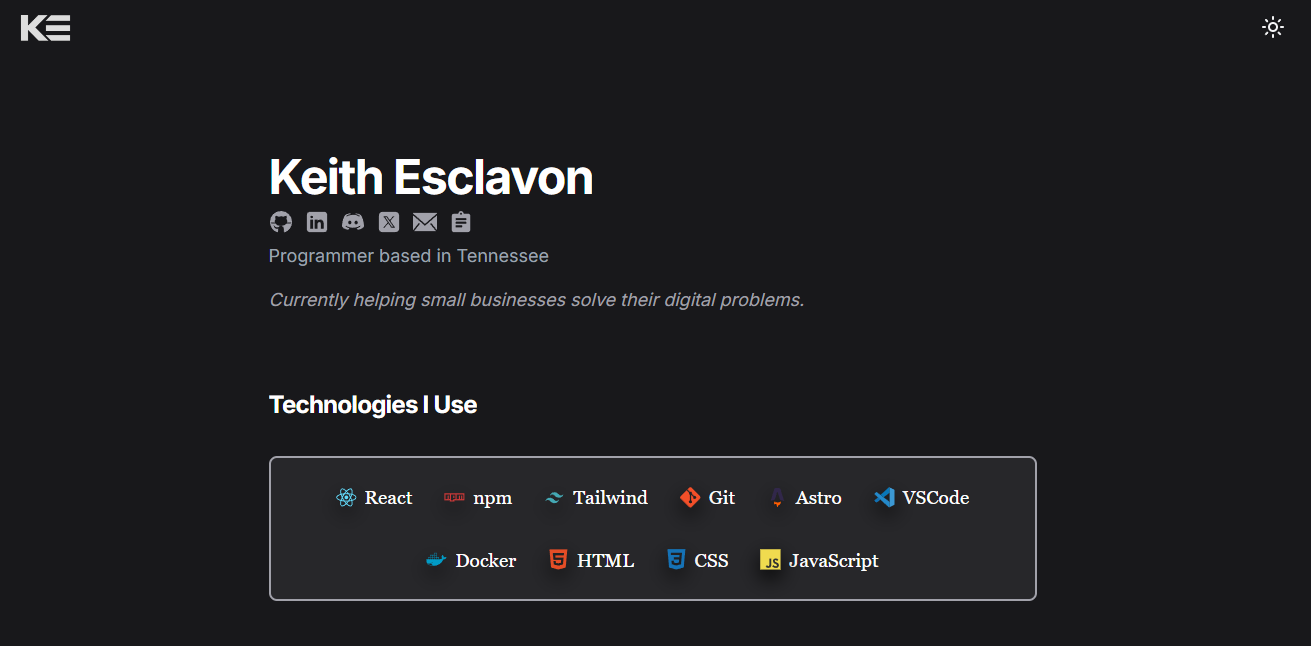 KE
Keith Esclavon
Programmer based in Tennessee
Currently helping small businesses solve their digital problems.
Technologies I Use
React npm Tailwind Git Astro VSCode
Docker HTML CSS JavaScript